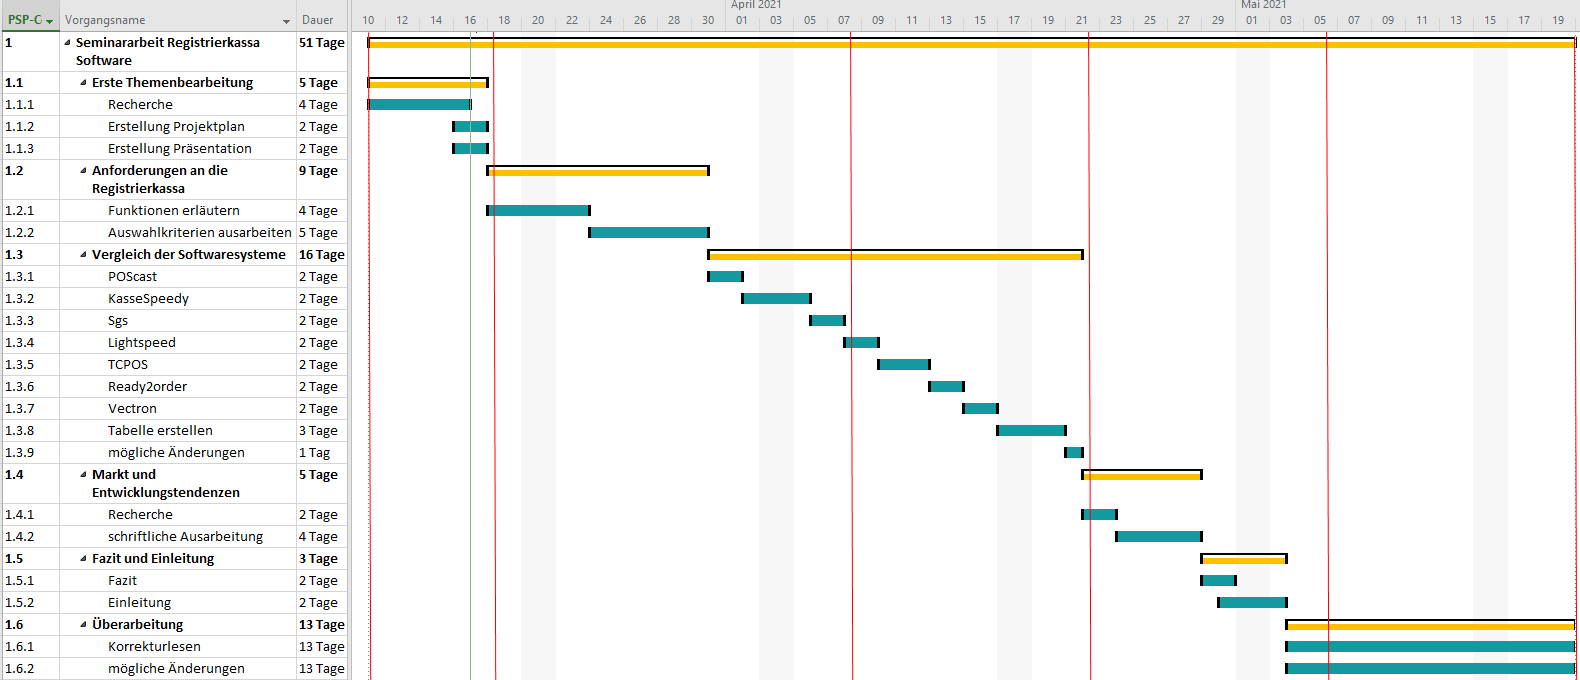 April 2021 Mai 2021
PSP-C Vorgangsname Dauer 10 12 14 16 18 20 22 24 26 28 30 01 03 05 07 09 11 13 15 17 19 21 23 25 27 29 01 03 05 07 09 11 13 15 17 19
1 Seminararbeit Registrierkassa 51 Tage
Software
1.1 Erste Themenbearbeitung 5 Tage
1.1.1 Recherche 4 Tage
1.1.2 Erstellung Projektplan 2 Tage
1.1.3 Erstellung Präsentation 2 Tage
1.2 Anforderungen an die 9 Tage
Registrierkassa
1.2.1 Funktionen erläutern 4 Tage
1.2.2 Auswahlkriterien ausarbeiten 5 Tage
1.3 Vergleich der Softwaresysteme 16 Tage
1.3.1 POScast 2 Tage
1.3.2 KasseSpeedy 2 Tage
1.3.3 Sgs 2 Tage
1.3.4 Lightspeed 2 Tage
1.3.5 TCPOS 2 Tage
1.3.6 Ready2order 2 Tage
1.3.7 Vectron 2 Tage
1.3.8 Tabelle erstellen 3 Tage
1.3.9 mögliche Änderungen 1 Tag
1.4 Markt und 5 Tage
Entwicklungstendenzen
1.4.1 Recherche 2 Tage
1.4.2 schriftliche Ausarbeitung 4 Tage
1.5 Fazit und Einleitung 3 Tage
1.5.1 Fazit 2 Tage
1.5.2 Einleitung 2 Tage
1.6 Überarbeitung 13 Tage
1.6.1 Korrekturlesen 13 Tage
1.6.2 mögliche Änderungen 13 Tage